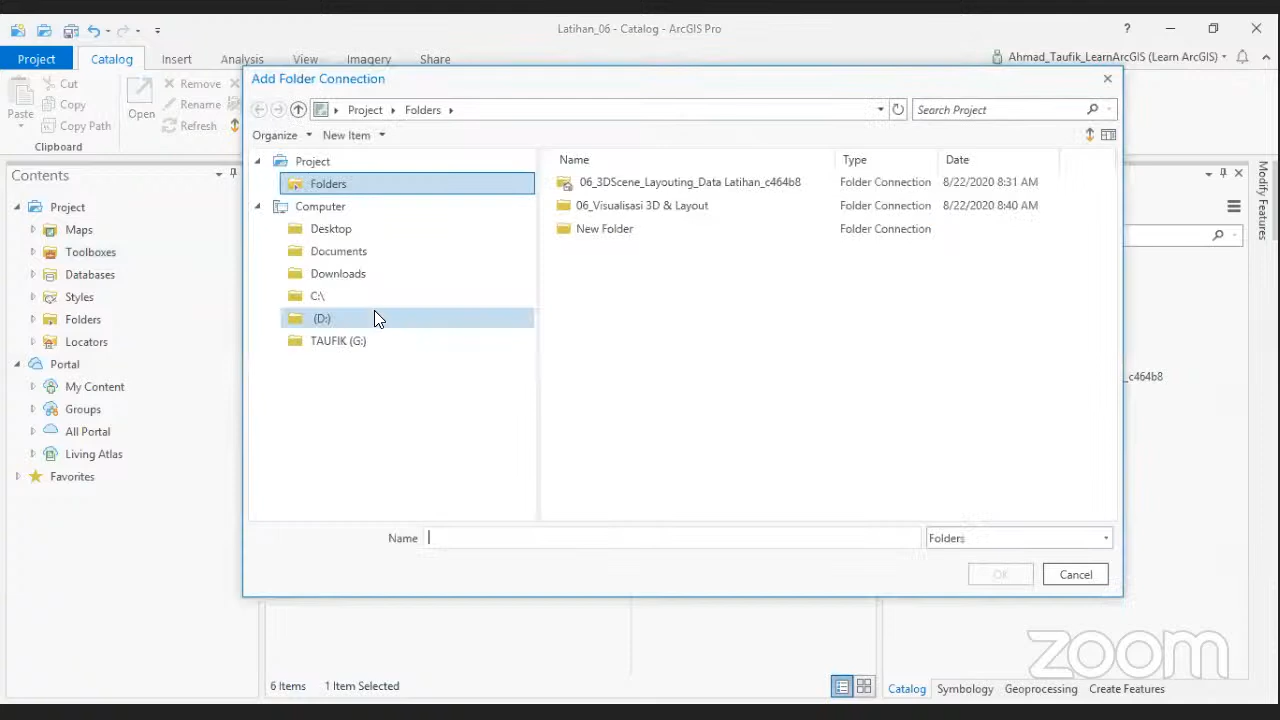 Latihan_06 - Catalog - ArcGIS Pro
?
Project Catalog Insert Analysis View Imagery Share
Ahmad_Taufik_LearnArcGIS (Learn ArcGIS)
Paste
Cut
Copy
Copy Path
Clipboard
Open
Remove
Rename
Refresh
Add Folder Connection
Project Folders
Search Project
Organize New Item
Project
Folders
Computer
Desktop
Documents
Downloads
C:\
(D:)
TAUFIK (G:)
Name Type Date
06_3DScene_Layouting_Data Latihan_c464b8 Folder Connection 8/22/2020 8:31 AM
06_Visualisasi 3D & Layout Folder Connection 8/22/2020 8:40 AM
New Folder Folder Connection
Name
Folders
OK Cancel
Contents
Project
Maps
Toolboxes
Databases
Styles
Folders
Locators
Portal
My Content
Groups
All Portal
Living Atlas
Favorites
Modify Features
_c464b8
6 Items 1 Item Selected
zoom
Catalog Symbology Geoprocessing Create Features